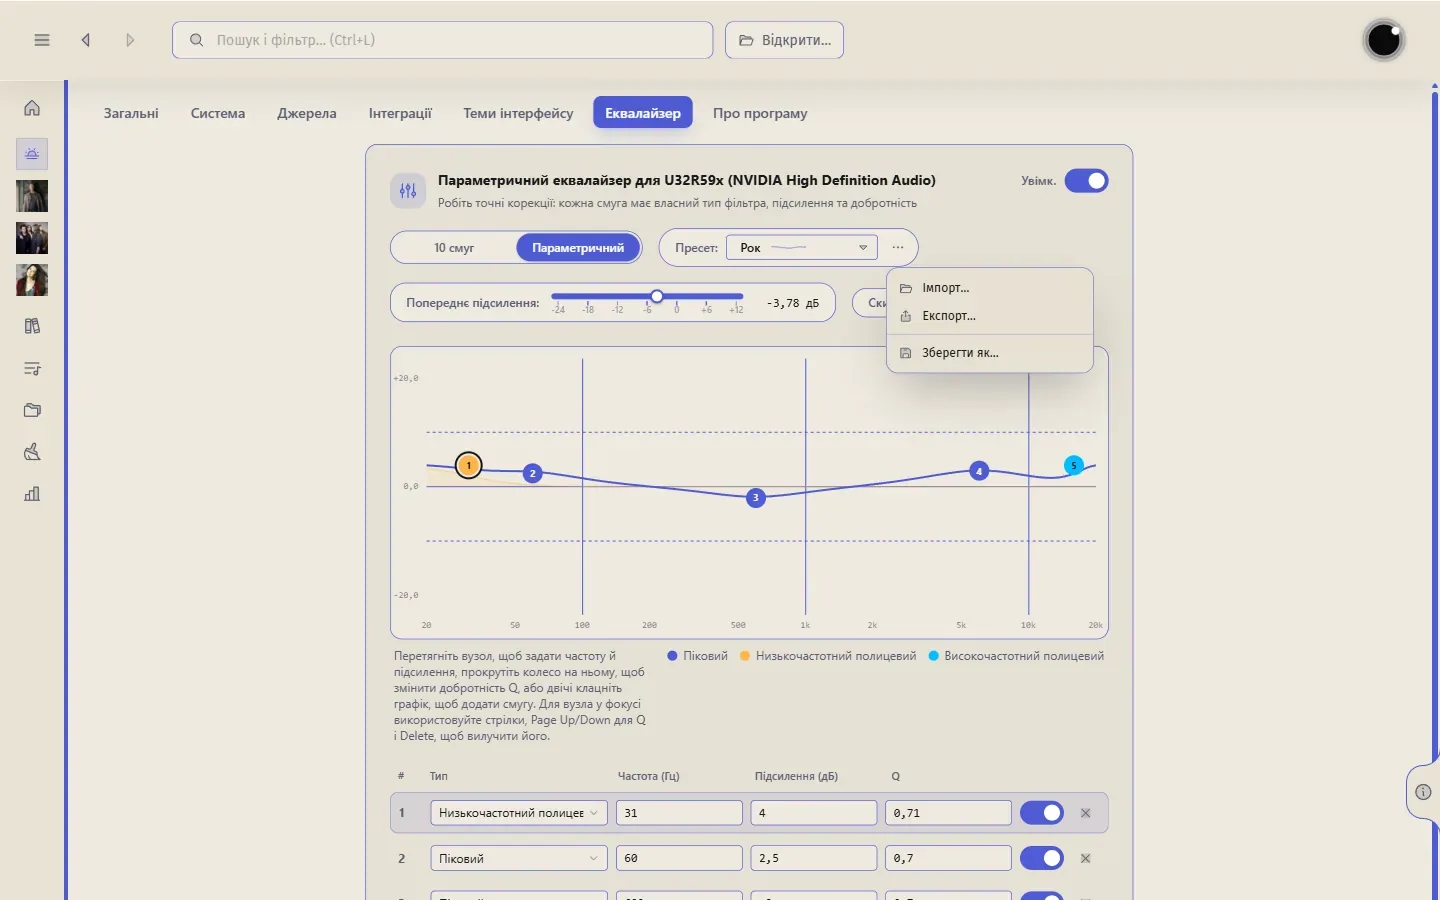 Пошук і фільтр... (Ctrl+L)
Відкрити...
Загальні
Система
Джерела
Інтеграції
Теми інтерфейсу
Еквалайзер
Про програму
Параметричний еквалайзер для U32R59x (NVIDIA High Definition Audio)
Робіть точні корекції: кожна смуга має власний тип фільтра, підсилення та добротність
Увімк.
10 смуг
Параметричний
Пресет:
Рок
...
Імпорт...
Експорт...
Зберегти як...
Попереднє підсилення:
-24 -18 -12 -6 0 +6 +12
-3,78 дБ
+20,0
0,0
-20,0
1
2
3
4
5
20 50 100 200 500 1k 2k 5k 10k 20k
Перетягніть вузол, щоб задати частоту й
підсилення, прокрутіть колесо на ньому, щоб
змінити добротність Q, або двічі клацніть
графік, щоб додати смугу. Для вузла у фокусі
використовуйте стрілки, Page Up/Down для Q
і Delete, щоб вилучити його.
Піковий
Низькочастотний полицевий
Високочастотний полицевий
# Тип Частота (Гц) Підсилення (дБ) Q
1 Низькочастотний полицев 31 4 0,71
2 Піковий 60 2,5 0,7